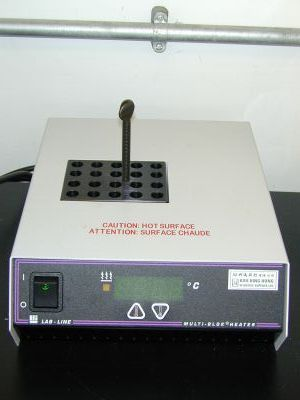 CAUTION: HOT SURFACE
ATTENTION: SURFACE CHAUDE
I
O
°C
LAB-LINE
MULTI-BLOK® HEATER